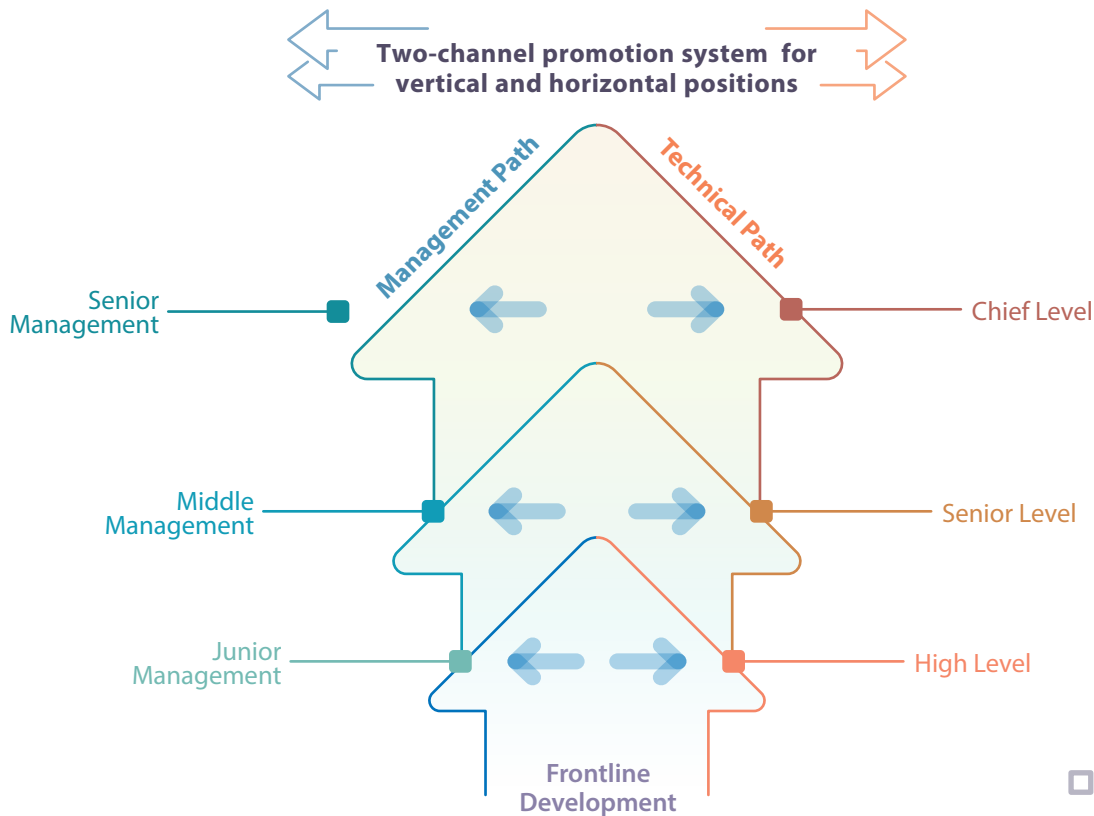 Two-channel promotion system for
vertical and horizontal positions
Management Path
Technical Path
Senior
Management
Chief Level
Middle
Management
Senior Level
Junior
Management
High Level
Frontline
Development